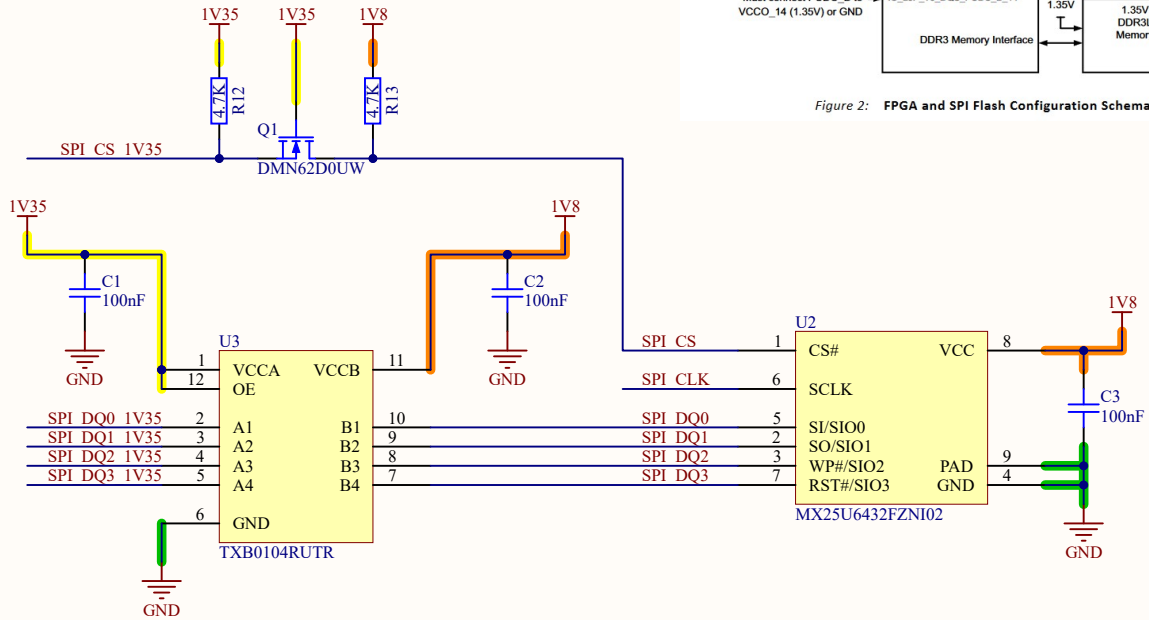 1V35
1V35
1V8
4.7K
R12
4.7K
R13
Q1
SPI_CS_1V35
DMN62D0UW
VCCO_14 (1.35V) or GND
1.35V
1.35V
DDR3L
DDR3 Memory Interface
Figure 2: FPGA and SPI Flash Configuration Schema
1V35
1V8
C1
100nF
C2
100nF
GND
GND
U3
1 VCCA VCCB 11
12 OE
SPI_DQ0_1V35 2 A1 B1 10
SPI_DQ1_1V35 3 A2 B2 9
SPI_DQ2_1V35 4 A3 B3 8
SPI_DQ3_1V35 5 A4 B4 7
6 GND
TXB0104RUTR
GND
1V8
U2
SPI_CS 1 CS# VCC 8
SPI_CLK 6 SCLK
C3
100nF
SPI_DQ0 5 SI/SIO0
SPI_DQ1 2 SO/SIO1
SPI_DQ2 3 WP#/SIO2 PAD 9
SPI_DQ3 7 RST#/SIO3 GND 4
MX25U6432FZNI02
GND